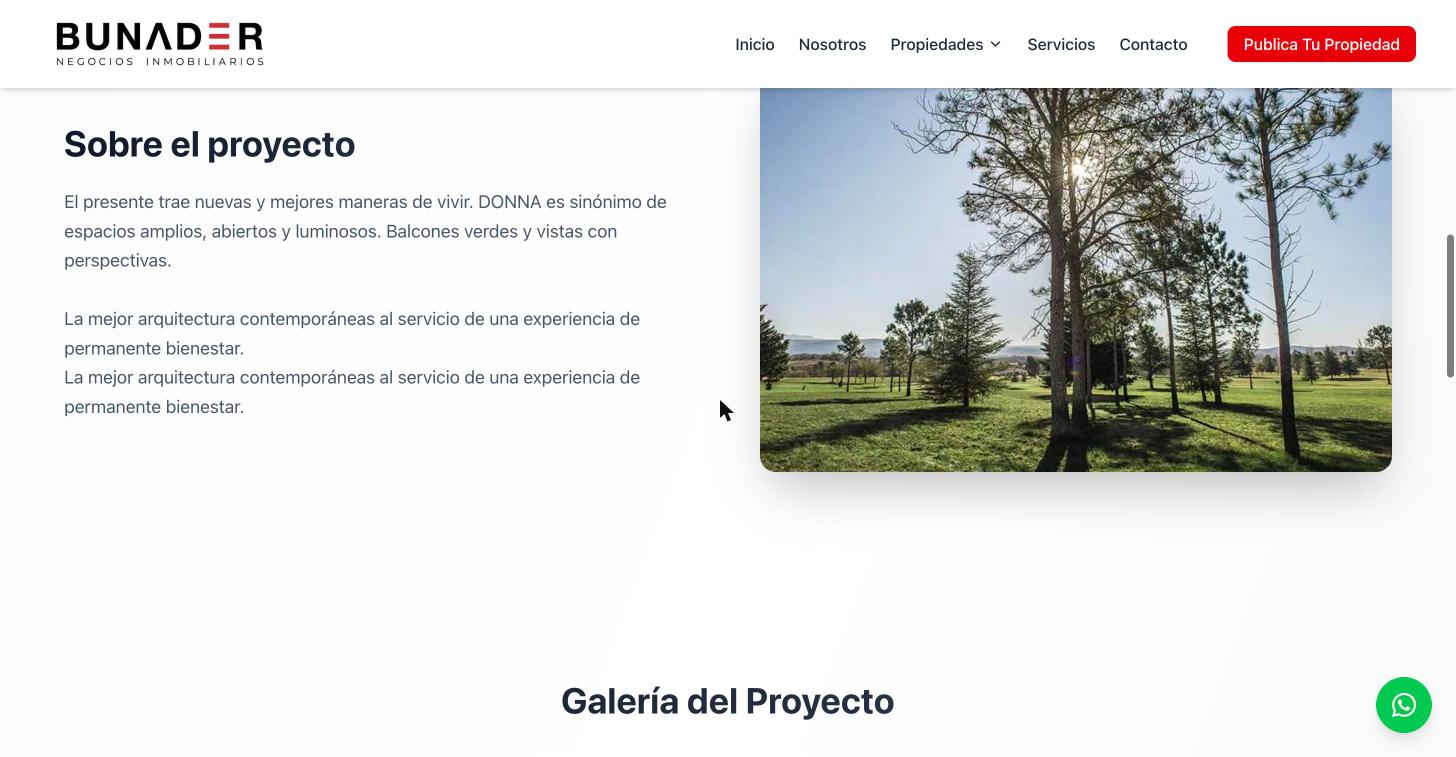 BUNADER
NEGOCIOS INMOBILIARIOS
Inicio
Nosotros
Propiedades
Servicios
Contacto
Publica Tu Propiedad
Sobre el proyecto
El presente trae nuevas y mejores maneras de vivir. DONNA es sinónimo de
espacios amplios, abiertos y luminosos. Balcones verdes y vistas con
perspectivas.
La mejor arquitectura contemporáneas al servicio de una experiencia de
permanente bienestar.
La mejor arquitectura contemporáneas al servicio de una experiencia de
permanente bienestar.
Galería del Proyecto